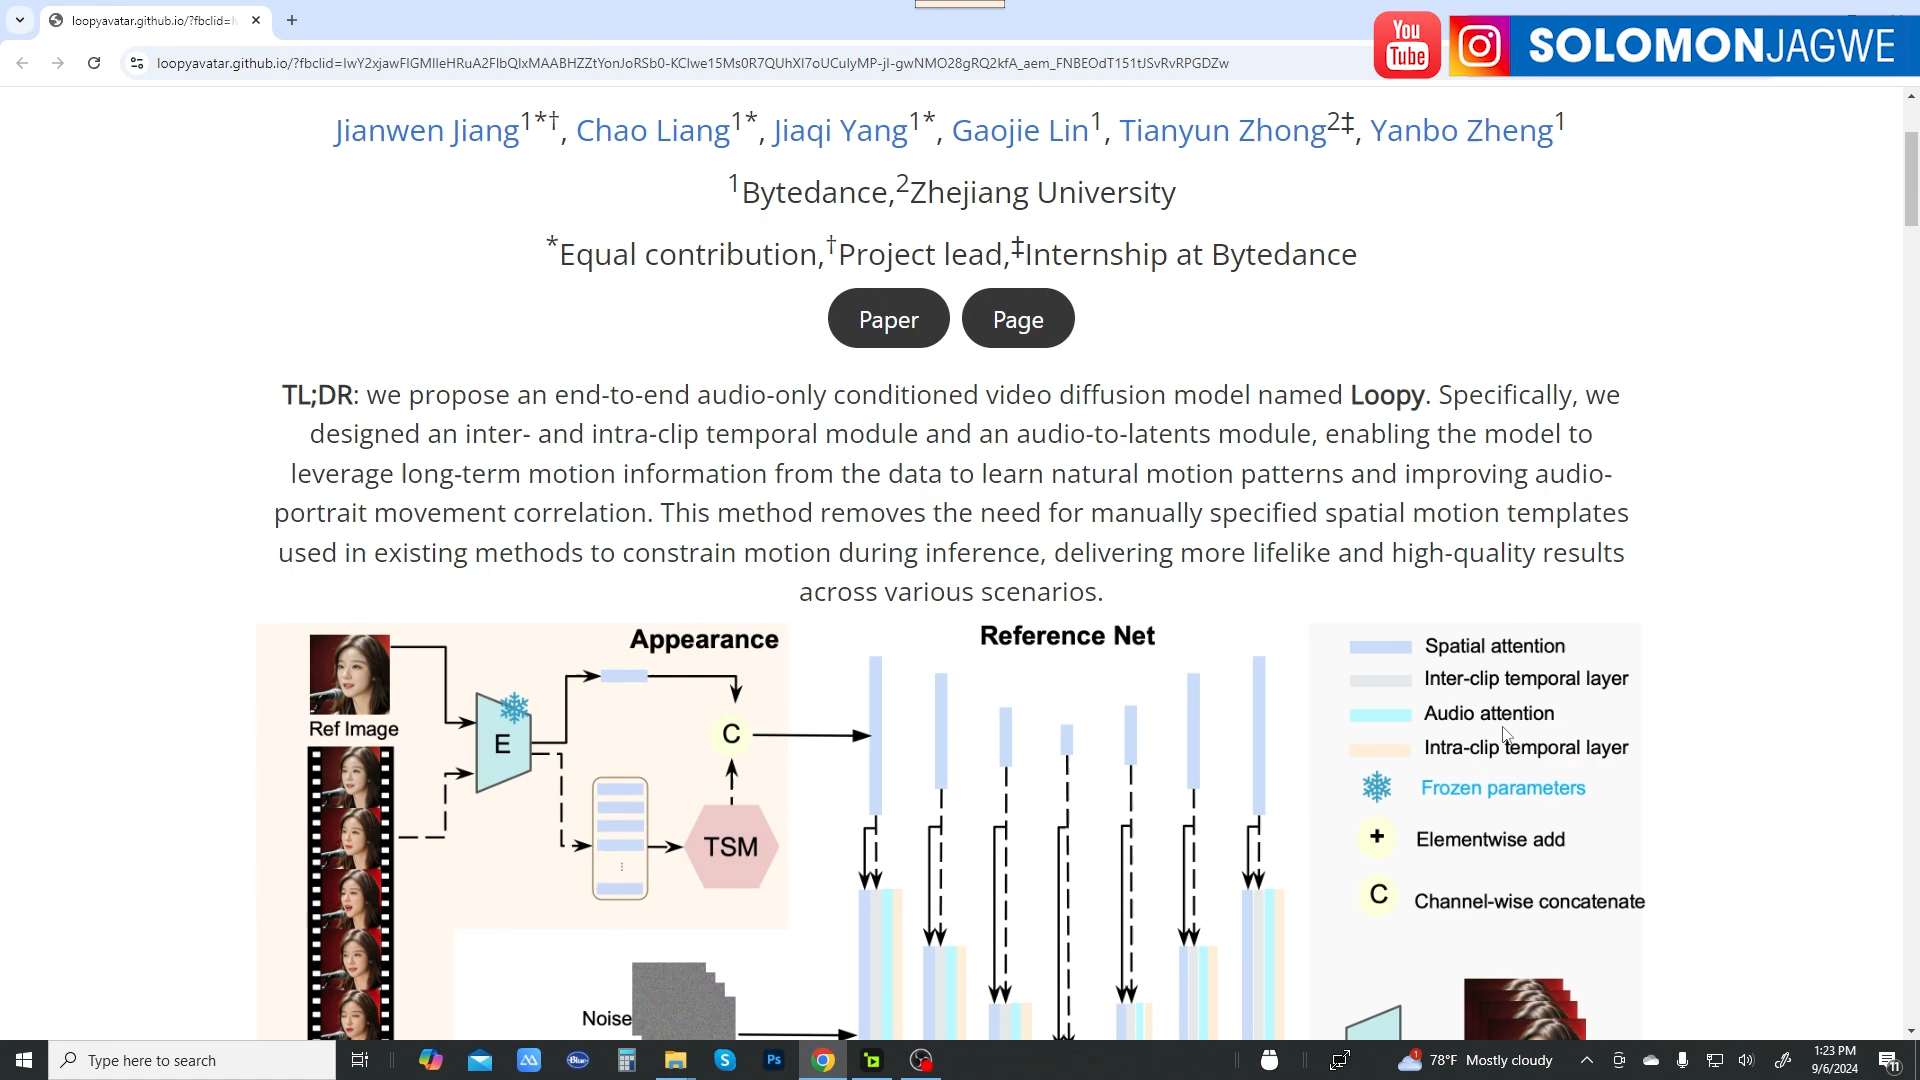 loopyavatar.github.io/?fbclid=I
You Tube
SOLOMONJAGWE
loopyavatar.github.io/?fbclid=IwY2xjawFIGMlleHRuA2FlbQIxMAABHZZtYonJoRSb0-KClwe15Ms0R7QUhXl7oUCulyMP-jl-gwNMO28gRQ2kfA_aem_FNBEOdT151tJSvRvRPGDZw
Jianwen Jiang1*†, Chao Liang1*, Jiaqi Yang1*, Gaojie Lin1, Tianyun Zhong2‡, Yanbo Zheng1
1Bytedance,2Zhejiang University
*Equal contribution,†Project lead,‡Internship at Bytedance
Paper Page
TL;DR: we propose an end-to-end audio-only conditioned video diffusion model named Loopy. Specifically, we
designed an inter- and intra-clip temporal module and an audio-to-latents module, enabling the model to
leverage long-term motion information from the data to learn natural motion patterns and improving audio-
portrait movement correlation. This method removes the need for manually specified spatial motion templates
used in existing methods to constrain motion during inference, delivering more lifelike and high-quality results
across various scenarios.
Appearance
Ref Image
E
C
TSM
Noise
Reference Net
Spatial attention
Inter-clip temporal layer
Audio attention
Intra-clip temporal layer
Frozen parameters
+ Elementwise add
C Channel-wise concatenate
Type here to search
Blue
Ps
1
78°F Mostly cloudy
1:23 PM
9/6/2024
11